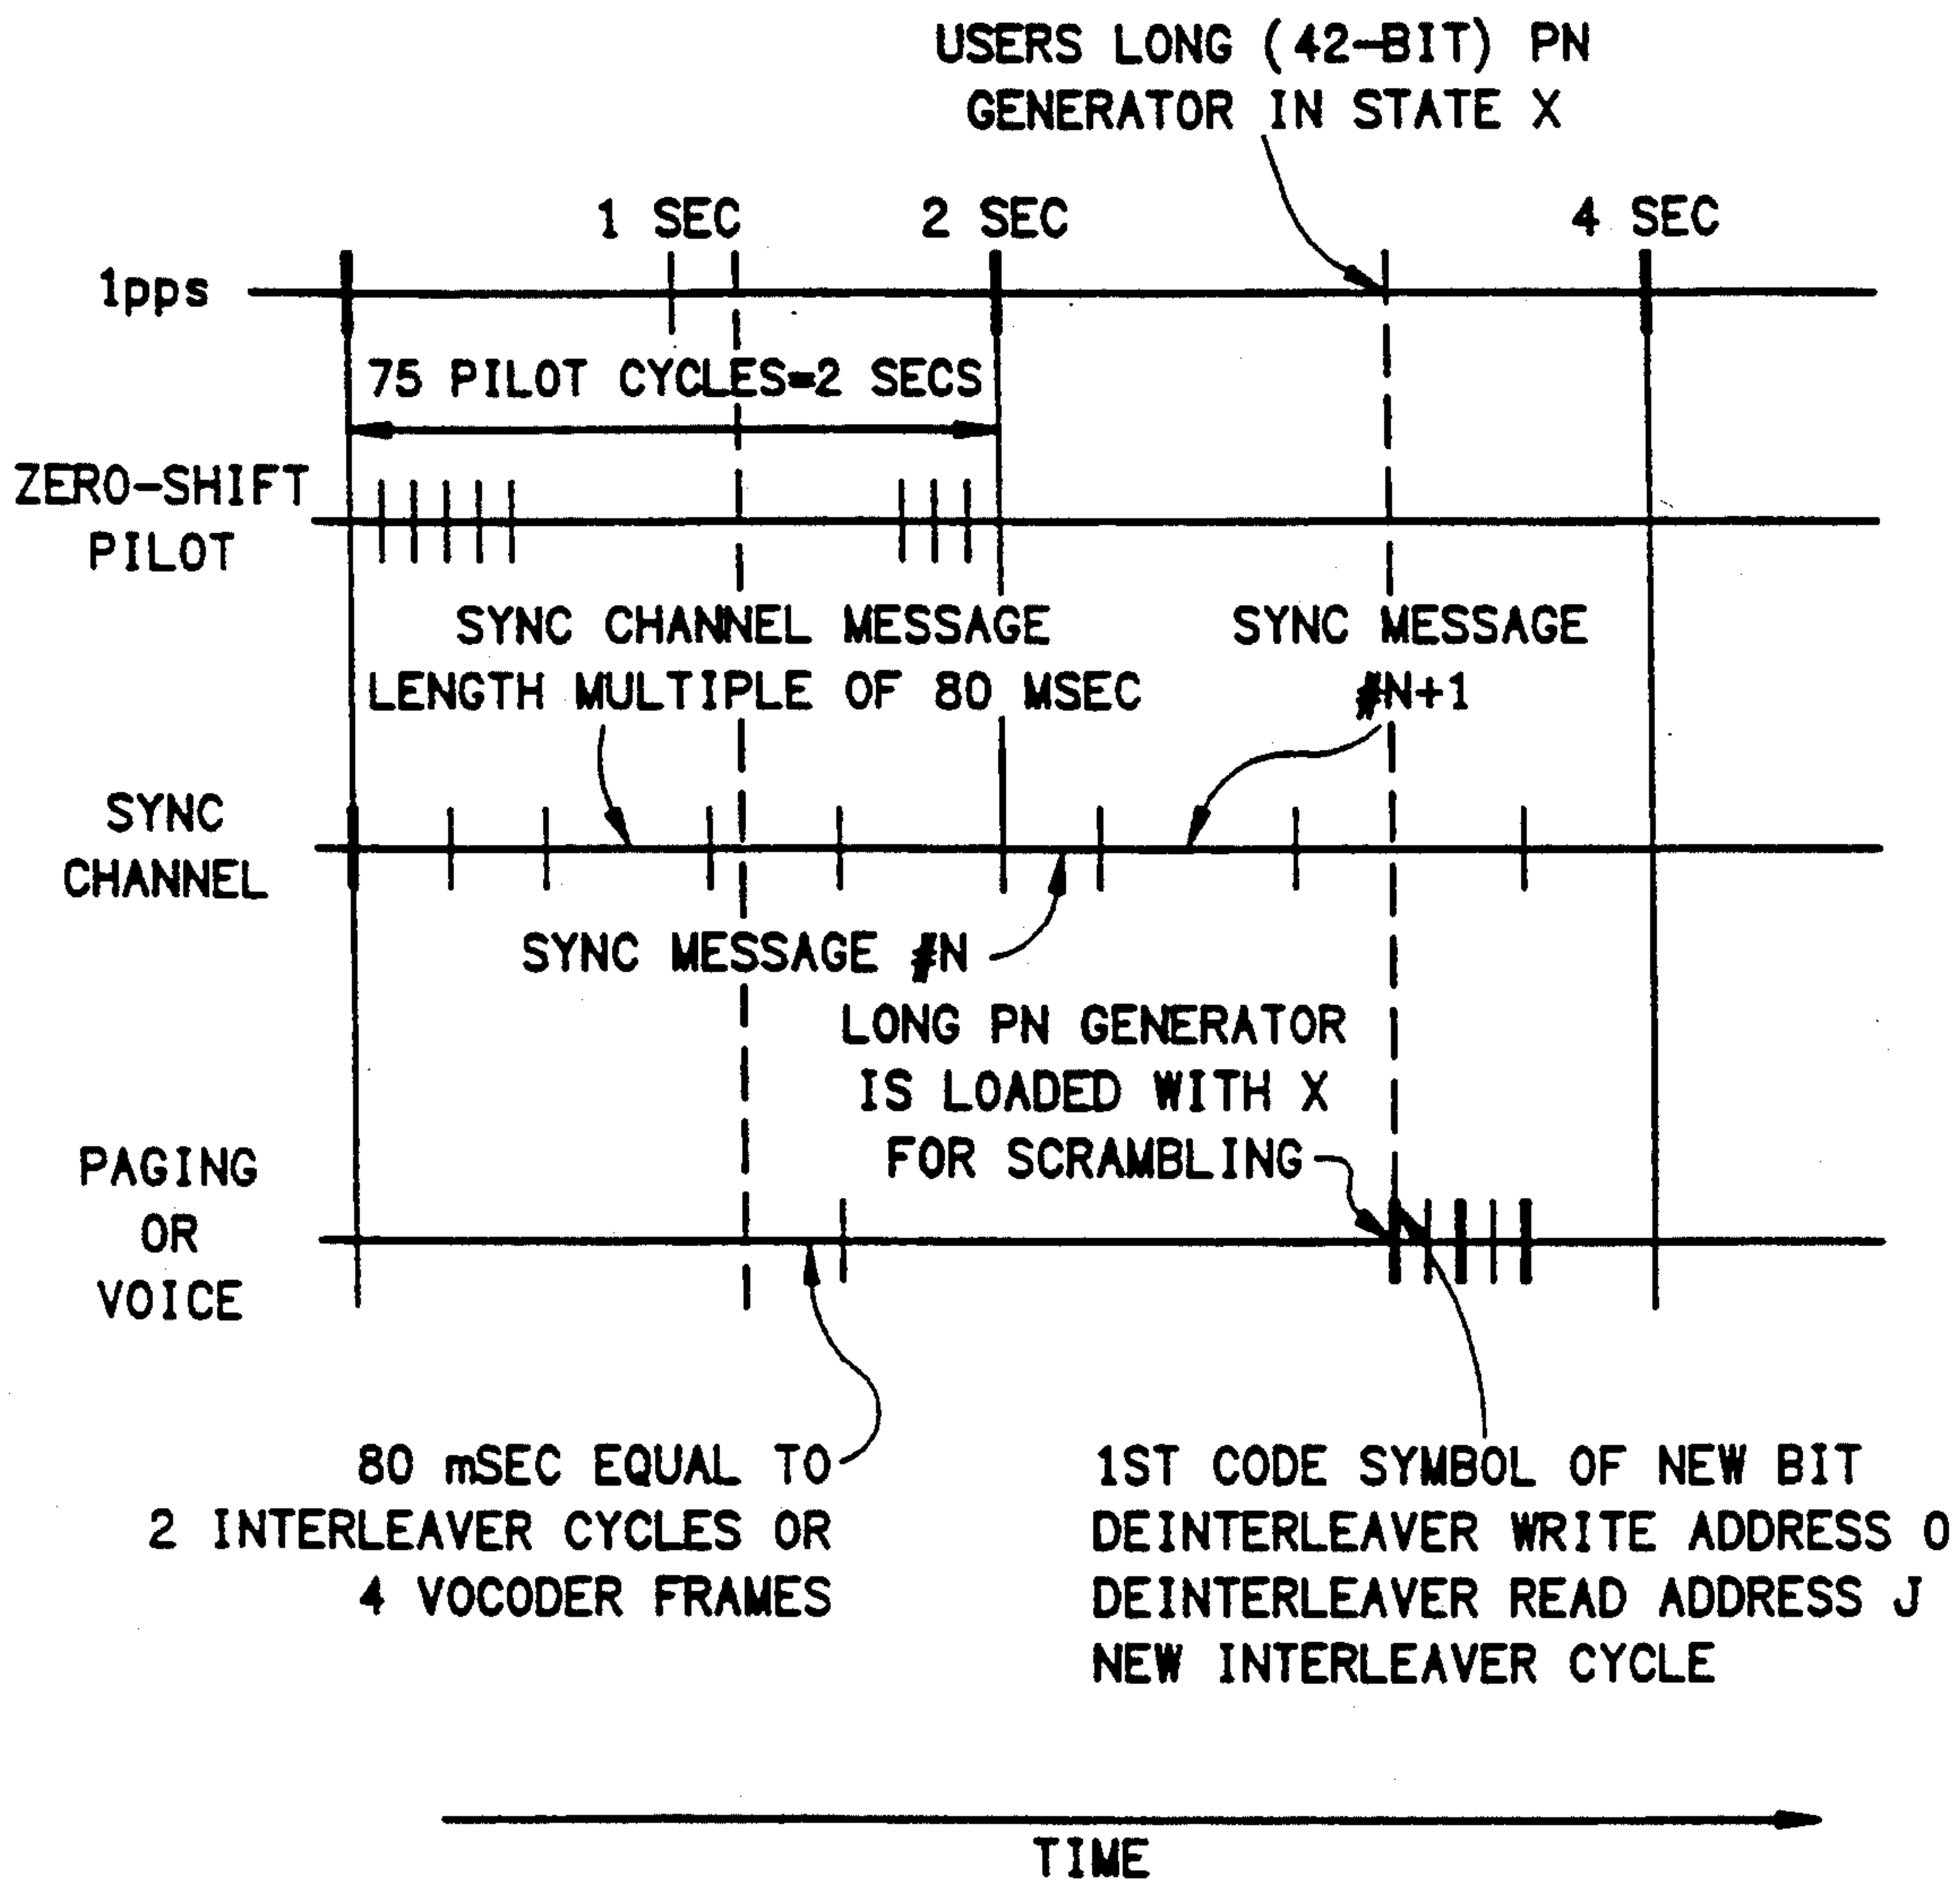 USERS LONG (42-BIT) PN
GENERATOR IN STATE X
1 SEC
2 SEC
4 SEC
1pps
75 PILOT CYCLES=2 SECS
ZERO-SHIFT
PILOT
SYNC CHANNEL MESSAGE
LENGTH MULTIPLE OF 80 MSEC
SYNC MESSAGE
#N+1
SYNC
CHANNEL
SYNC MESSAGE #N
LONG PN GENERATOR
IS LOADED WITH X
FOR SCRAMBLING
PAGING
OR
VOICE
80 mSEC EQUAL TO
2 INTERLEAVER CYCLES OR
4 VOCODER FRAMES
1ST CODE SYMBOL OF NEW BIT
DEINTERLEAVER WRITE ADDRESS 0
DEINTERLEAVER READ ADDRESS J
NEW INTERLEAVER CYCLE
TIME